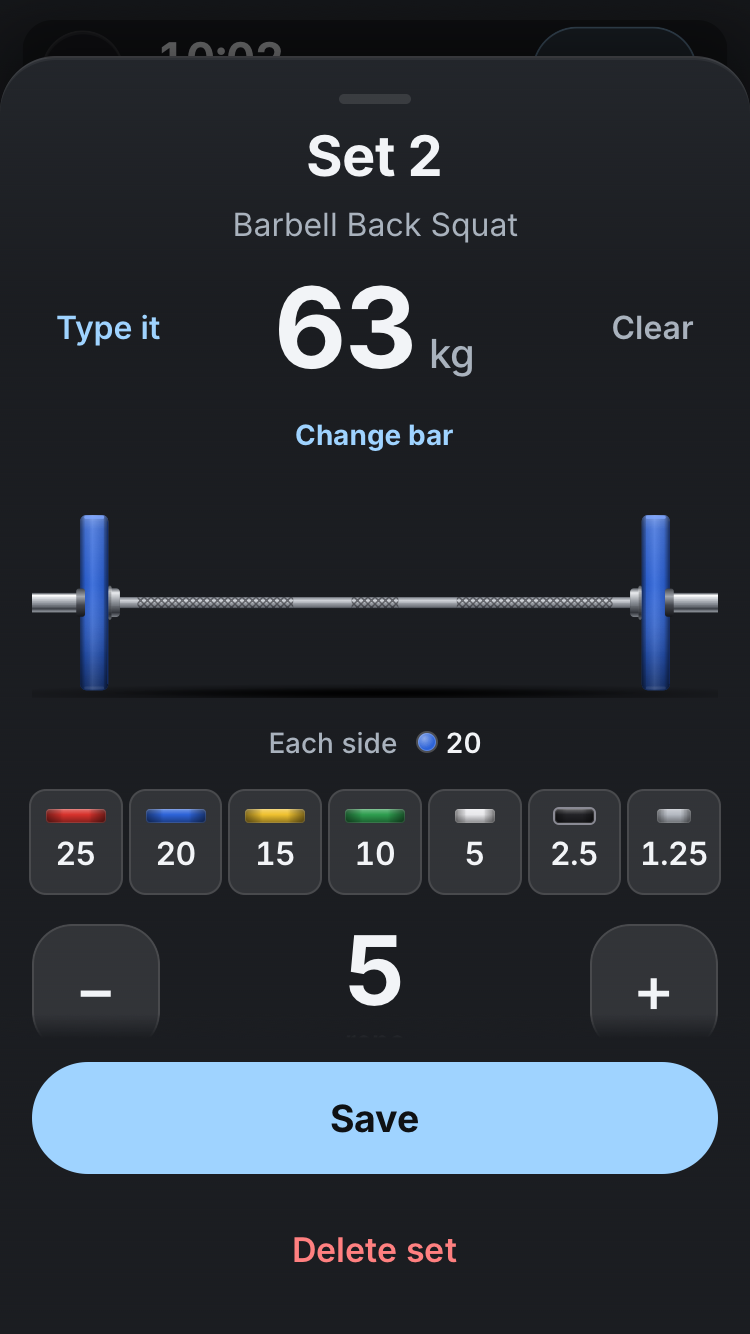 Set 2
Barbell Back Squat
Type it
63 kg
Clear
Change bar
Each side 20
25 20 15 10 5 2.5 1.25
− 5 +
Save
Delete set